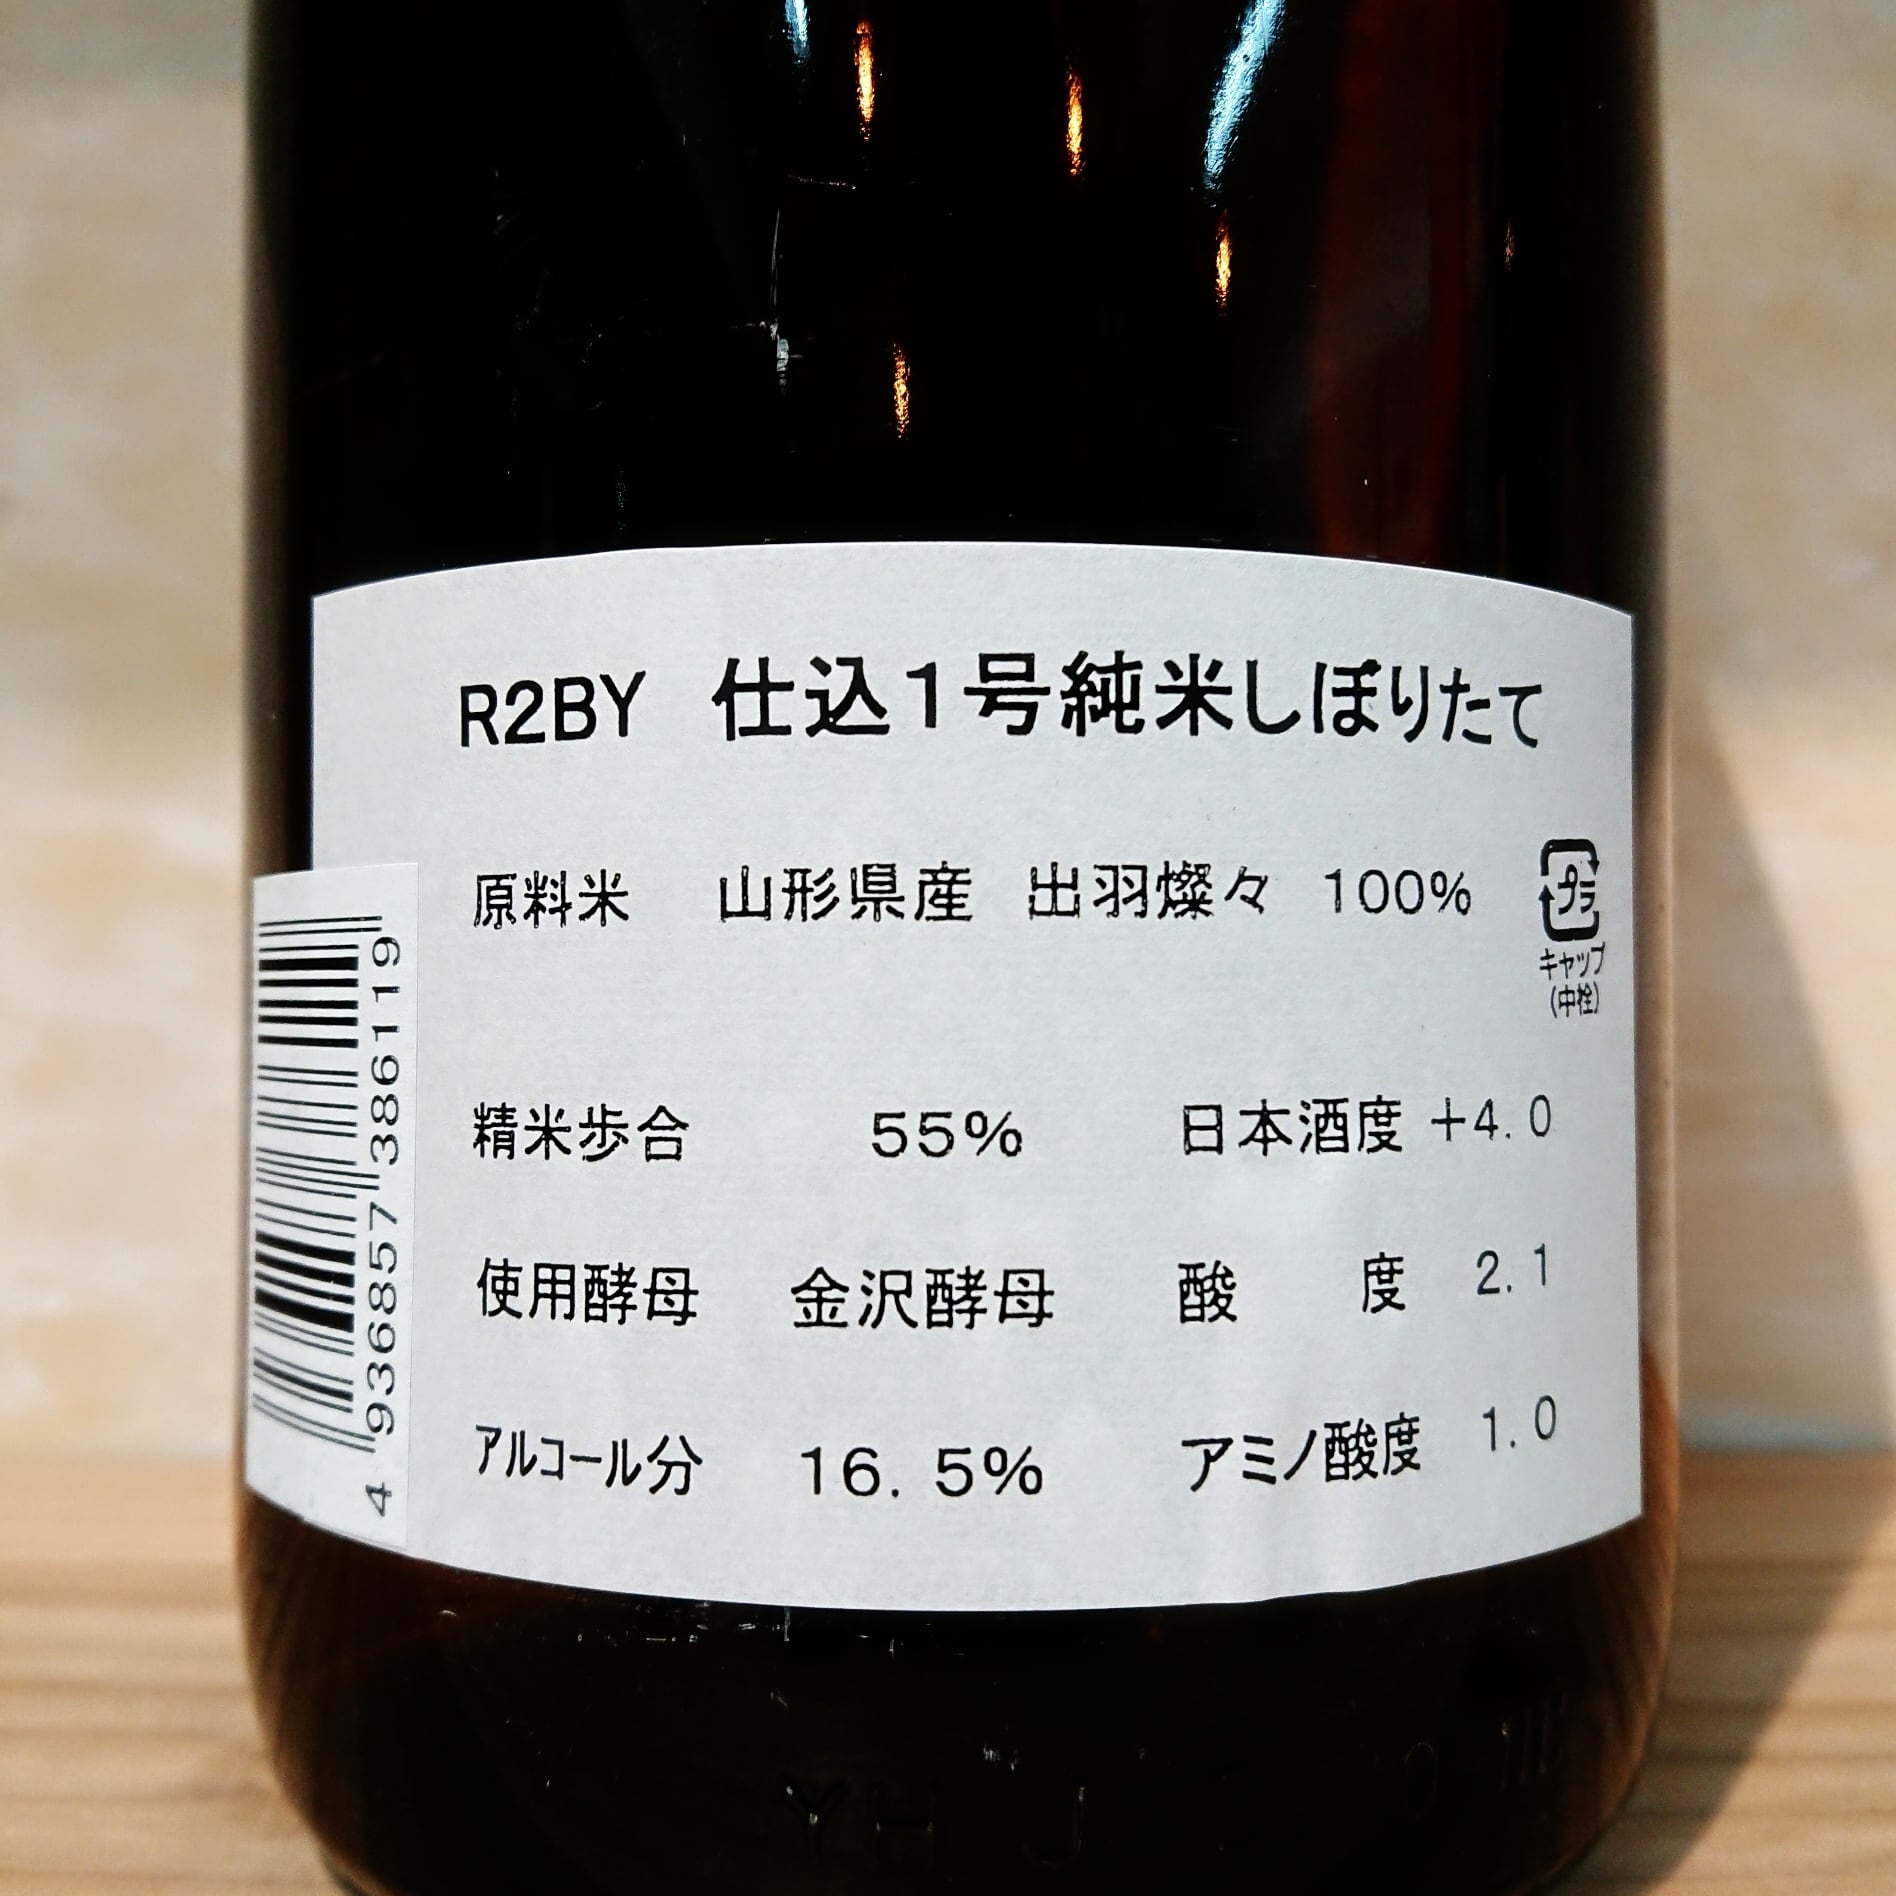 R2BY 仕込1号純米しぼりたて
原料米 山形県産 出羽燦々 100%
プラ
キャップ
(中栓)
精米歩合 55% 日本酒度 +4.0
使用酵母 金沢酵母 酸度 2.1
アルコール分 16.5% アミノ酸度 1.0
4 936857 386119